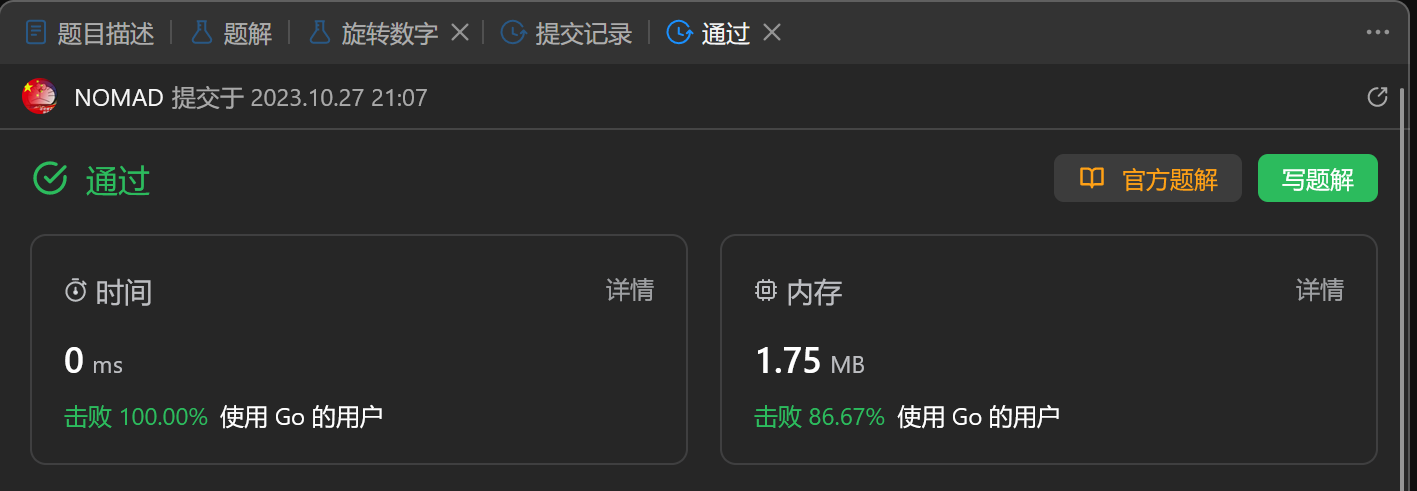 题目描述 题解 旋转数字 提交记录 通过
NOMAD 提交于 2023.10.27 21:07
通过 官方题解 写题解
时间 详情 内存 详情
0 ms 1.75 MB
击败 100.00% 使用 Go 的用户 击败 86.67% 使用 Go 的用户